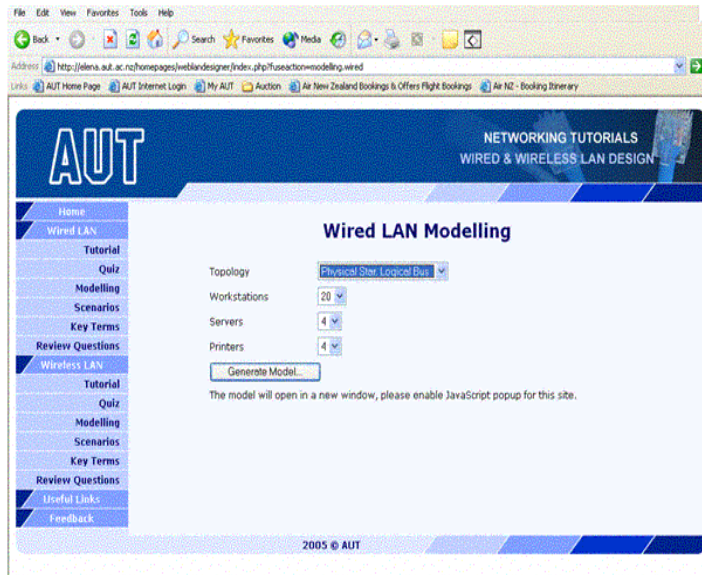 File Edit View Favorites Tools Help
Back Search Favorites Media
Address http://elena.aut.ac.nz/homepages/weblandesigner/index.php?fuseaction=modelling.wired
Links AUT Home Page AUT Internet Login My AUT Auction Air New Zealand Bookings & Offers Flight Bookings Air NZ - Booking Itinerary
AUT
NETWORKING TUTORIALS
WIRED & WIRELESS LAN DESIGN
Home
Wired LAN
Tutorial
Quiz
Modelling
Scenarios
Key Terms
Review Questions
Wireless LAN
Tutorial
Quiz
Modelling
Scenarios
Key Terms
Review Questions
Useful Links
Feedback
Wired LAN Modelling
Topology Physical Star, Logical Bus
Workstations 20
Servers 4
Printers 4
Generate Model...
The model will open in a new window, please enable JavaScript popup for this site.
2005 © AUT